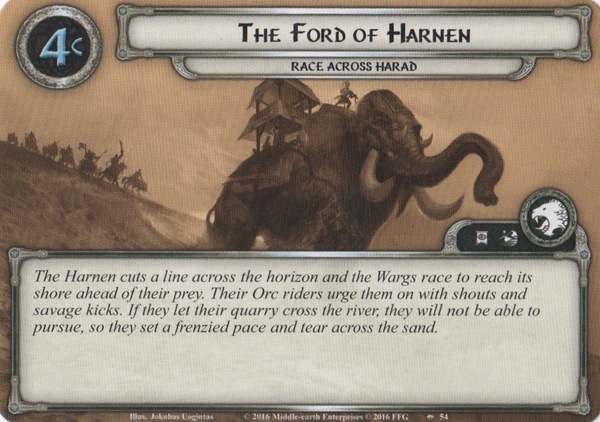 4C
THE FORD OF HARNEN
RACE ACROSS HARAD
The Harnen cuts a line across the horizon and the Wargs race to reach its
shore ahead of their prey. Their Orc riders urge them on with shouts and
savage kicks. If they let their quarry cross the river, they will not be able to
pursue, so they set a frenzied pace and tear across the sand.
Illus. Jokubas Uogintas © 2016 Middle-earth Enterprises © 2016 FFG 54